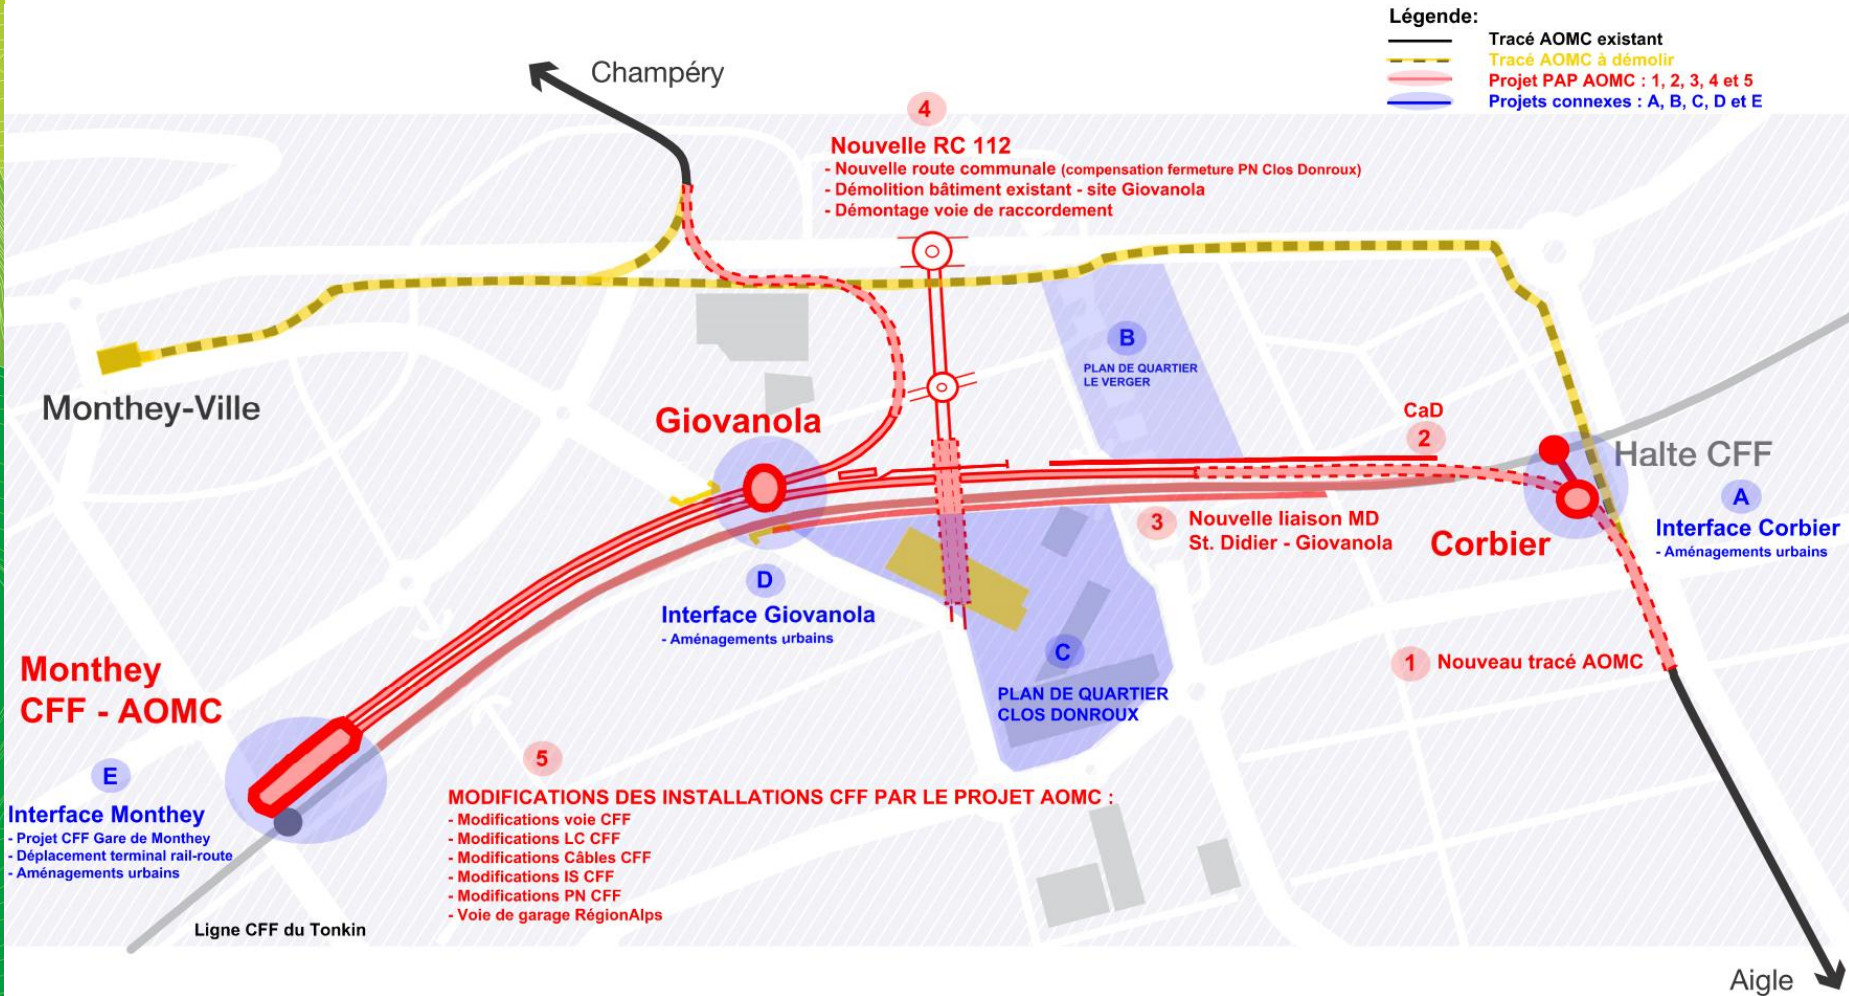 Légende:
Tracé AOMC existant
Tracé AOMC à démolir
Projet PAP AOMC : 1, 2, 3, 4 et 5
Projets connexes : A, B, C, D et E
Champéry
4
Nouvelle RC 112
- Nouvelle route communale (compensation fermeture PN Clos Donroux)
- Démolition bâtiment existant - site Giovanola
- Démontage voie de raccordement
B
PLAN DE QUARTIER
LE VERGER
Monthey-Ville
Giovanola
CaD
2
Halte CFF
A
Interface Corbier
- Aménagements urbains
3
Nouvelle liaison MD
St. Didier - Giovanola
Corbier
D
Interface Giovanola
- Aménagements urbains
C
PLAN DE QUARTIER
CLOS DONROUX
1
Nouveau tracé AOMC
Monthey
CFF - AOMC
E
Interface Monthey
- Projet CFF Gare de Monthey
- Déplacement terminal rail-route
- Aménagements urbains
5
MODIFICATIONS DES INSTALLATIONS CFF PAR LE PROJET AOMC :
- Modifications voie CFF
- Modifications LC CFF
- Modifications Câbles CFF
- Modifications IS CFF
- Modifications PN CFF
- Voie de garage RégionAlps
Ligne CFF du Tonkin
Aigle